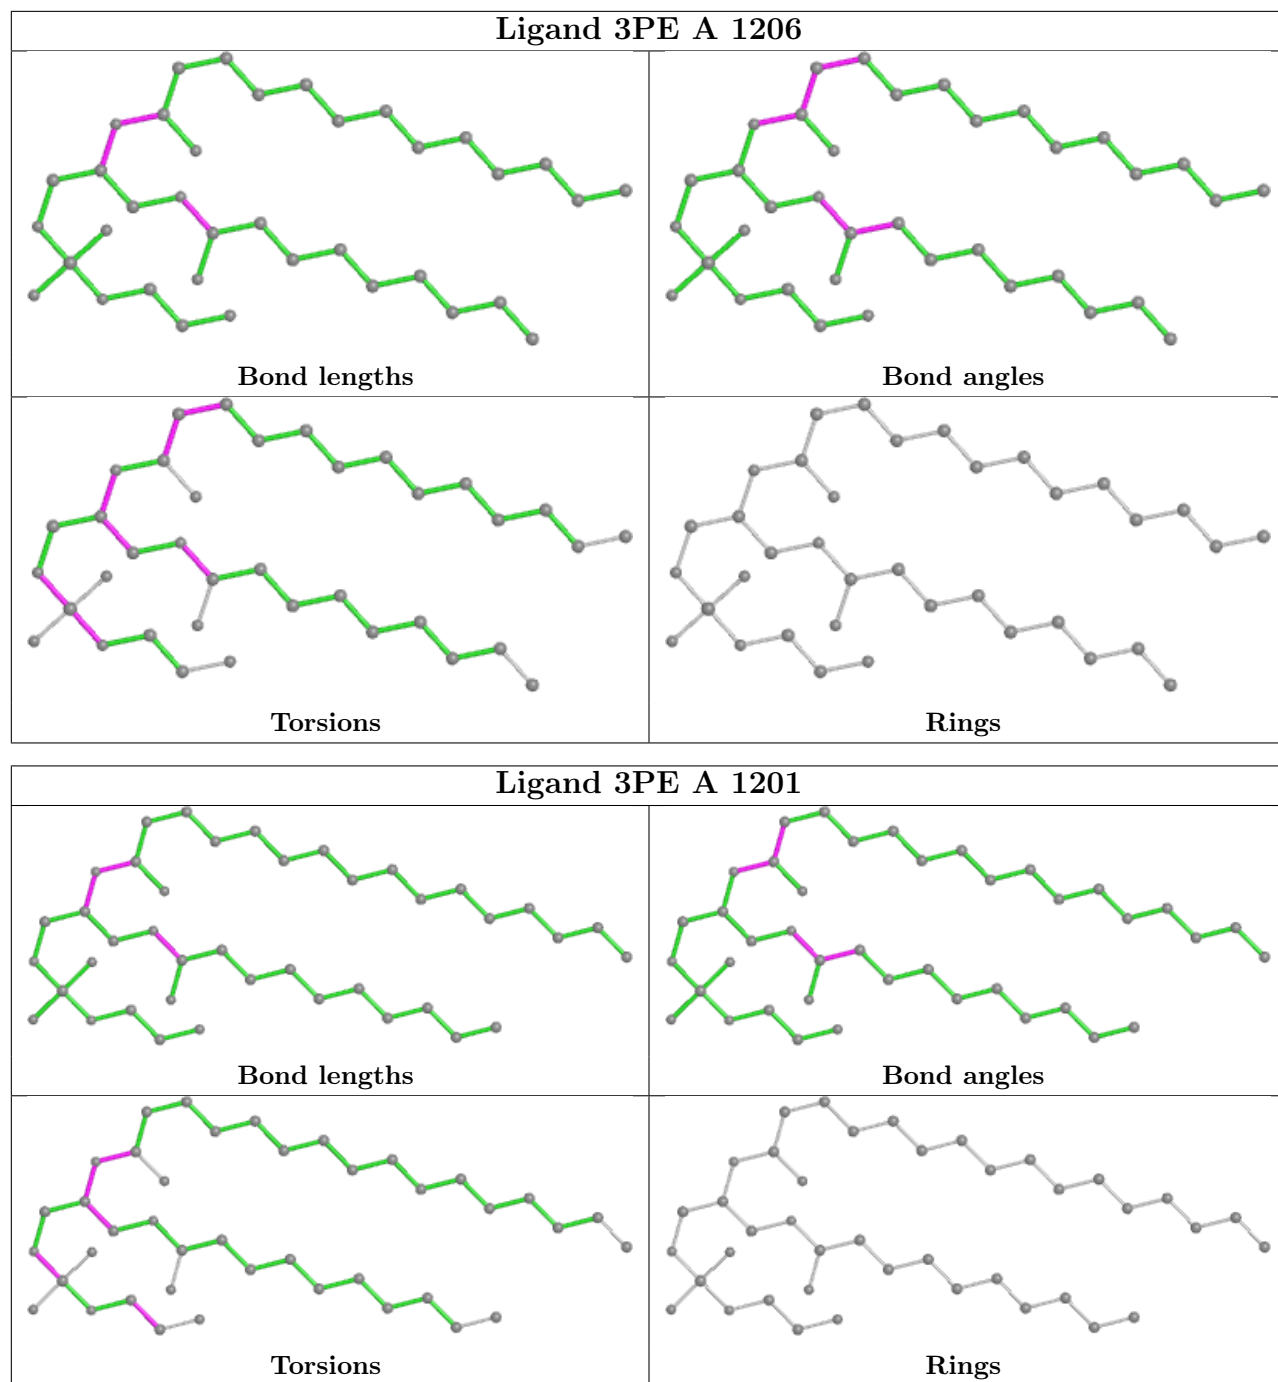 Ligand 3PE A 1206
Bond lengths
Bond angles
Torsions
Rings
Ligand 3PE A 1201
Bond lengths
Bond angles
Torsions
Rings